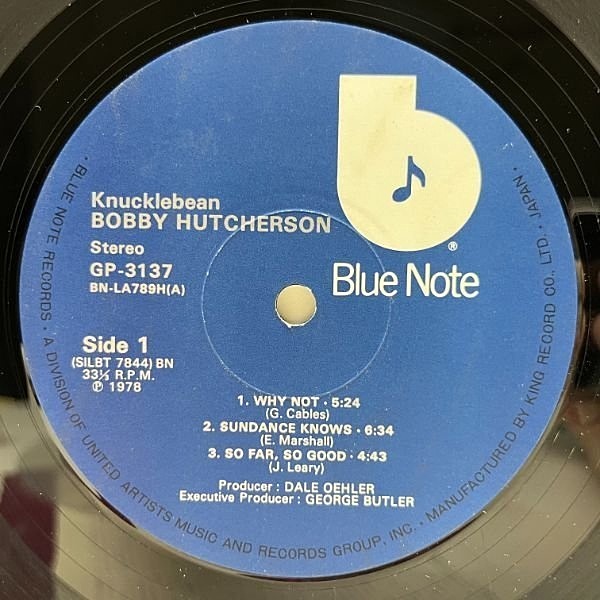 b
®
Blue Note
Knucklebean
BOBBY HUTCHERSON
Stereo
GP-3137
BN-LA789H(A)
Side 1
(SILBT 7844) BN
33⅓ R.P.M.
℗ 1978
1. WHY NOT · 5:24
(G. Cables)
2. SUNDANCE KNOWS · 6:34
(E. Marshall)
3. SO FAR, SO GOOD · 4:43
(J. Leary)
Producer : DALE OEHLER
Executive Producer : GEORGE BUTLER
· BLUE NOTE RECORDS · A DIVISION OF UNITED ARTISTS MUSIC AND RECORDS GROUP, INC. · MANUFACTURED BY KING RECORD CO., LTD. · JAPAN ·